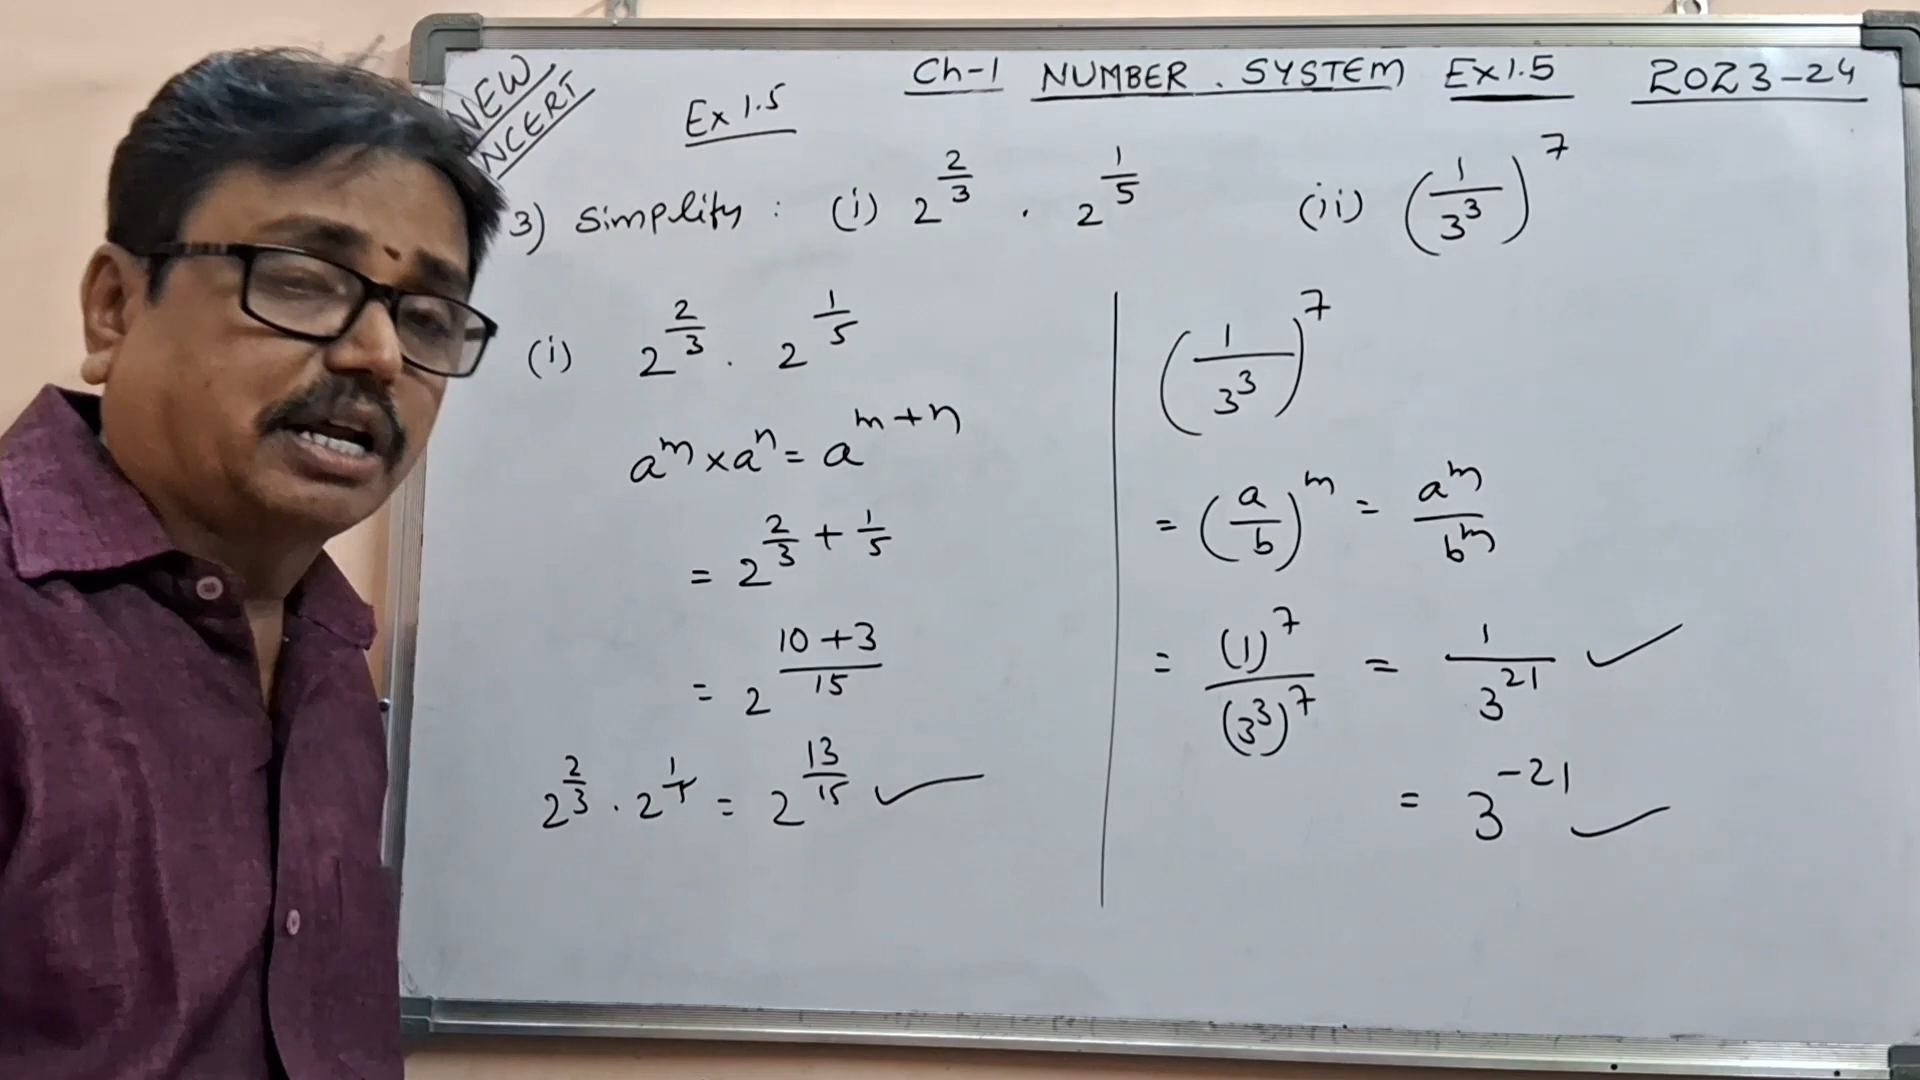 NEW
NCERT
Ch-1 NUMBER . SYSTEM Ex1.5 2023-24
Ex 1.5
3) Simplify : (i) 2^(2/3) . 2^(1/5) (ii) (1/3^3)^7
(i) 2^(2/3) . 2^(1/5)
a^m × a^n = a^(m+n)
= 2^(2/3 + 1/5)
= 2^((10+3)/15)
2^(2/3) . 2^(1/5) = 2^(13/15) ✓
(1/3^3)^7
= (a/b)^m = a^m/b^m
= (1)^7/(3^3)^7 = 1/3^21 ✓
= 3^-21 ✓